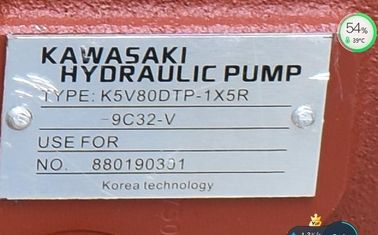 54%
39°C
KAWASAKI
HYDRAULIC PUMP
TYPE: K5V80DTP-1X5R
-9C32-V
USE FOR
NO. 880190301
Korea technology